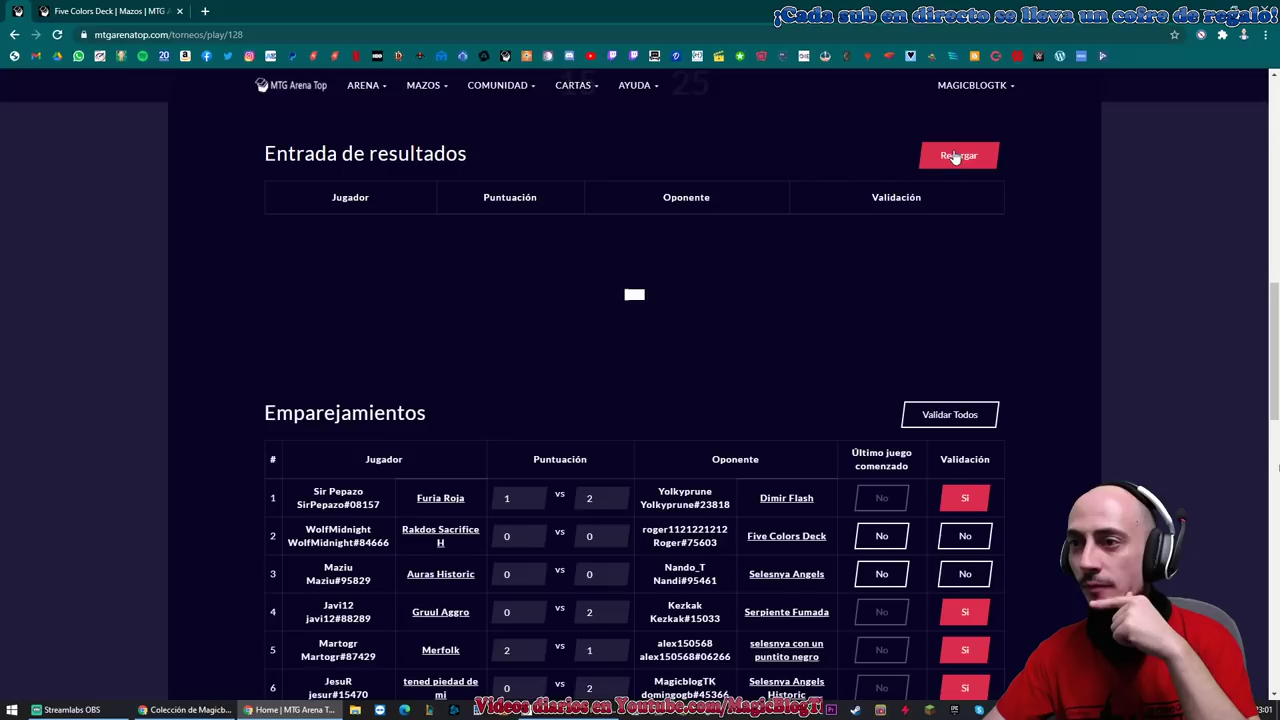 Five Colors Deck | Mazos | MTG A
¡Cada sub en directo se lleva un cofre de regalo!
mtgarenatop.com/torneos/play/128
MTG Arena Top
ARENA
MAZOS
COMUNIDAD
CARTAS
AYUDA
MAGICBLOGTK
25
Entrada de resultados
Recargar
Jugador
Puntuación
Oponente
Validación
Emparejamientos
Validar Todos
#
Jugador
Puntuación
Oponente
Último juego
comenzado
Validación
1
Sir Pepazo
SirPepazo#08157
Furia Roja
1 vs 2
Yolkyprune
Yolkyprune#23818
Dimir Flash
No
Si
2
WolfMidnight
WolfMidnight#84666
Rakdos Sacrifice
H
0 vs 0
roger1121221212
Roger#75603
Five Colors Deck
No
No
3
Maziu
Maziu#95829
Auras Historic
0 vs 0
Nando_T
Nandi#95461
Selesnya Angels
No
No
4
Javi12
javi12#88289
Gruul Aggro
0 vs 2
Kezkak
Kezkak#15033
Serpiente Fumada
No
Si
5
Martogr
Martogr#87429
Merfolk
2 vs 1
alex150568
alex150568#06266
selesnya con un
puntito negro
No
Si
6
JesuR
jesur#15470
tened piedad de
mi
0 vs 2
MagicblogTK
domingogb#45366
Selesnya Angels
Historic
No
Si
Streamlabs OBS
Colección de Magicb
Home | MTG Arena T...
Videos diarios en Youtube.com/MagicBlogT
23:01